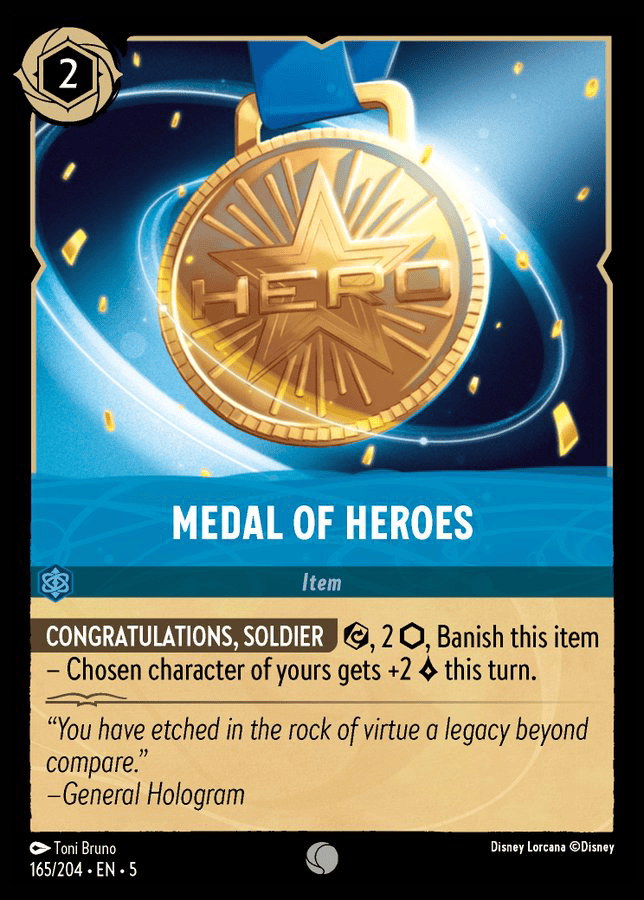 2
HERO
MEDAL OF HEROES
Item
CONGRATULATIONS, SOLDIER , 2 , Banish this item
– Chosen character of yours gets +2 this turn.
“You have etched in the rock of virtue a legacy beyond
compare.”
—General Hologram
Toni Bruno
Disney Lorcana ©Disney
165/204 • EN • 5